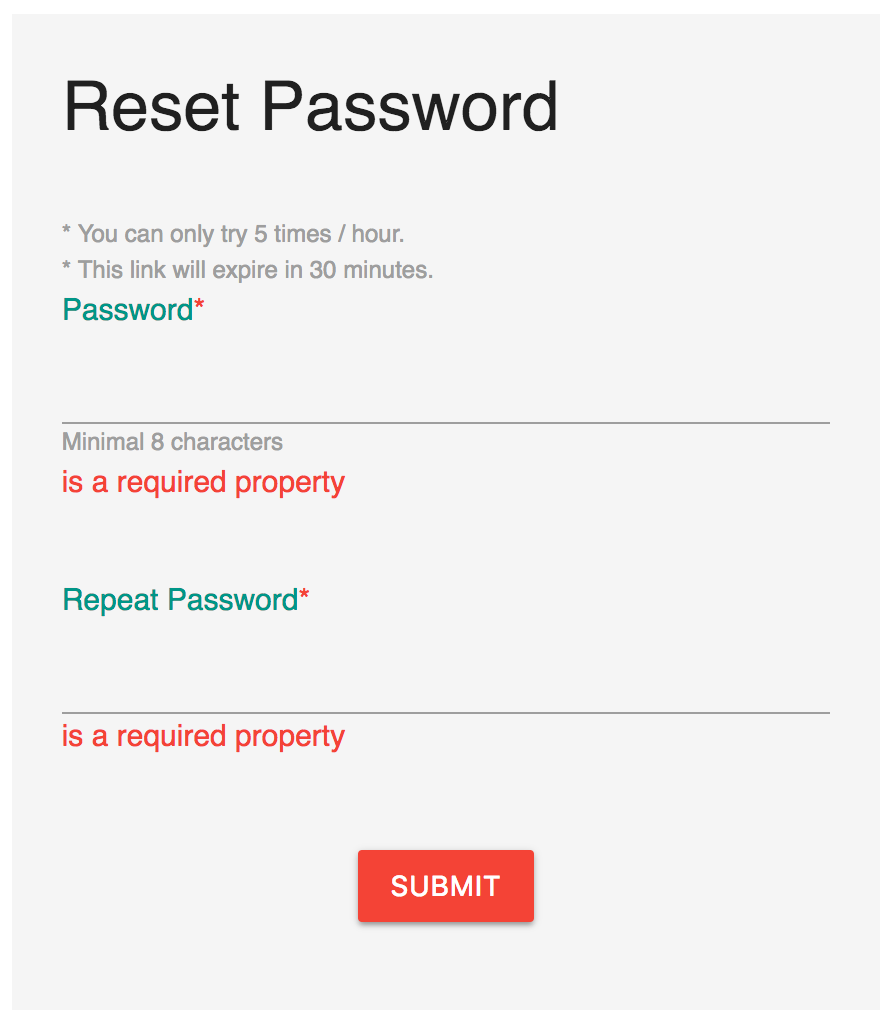 Reset Password
* You can only try 5 times / hour.
* This link will expire in 30 minutes.
Password*
Minimal 8 characters
is a required property
Repeat Password*
is a required property
SUBMIT